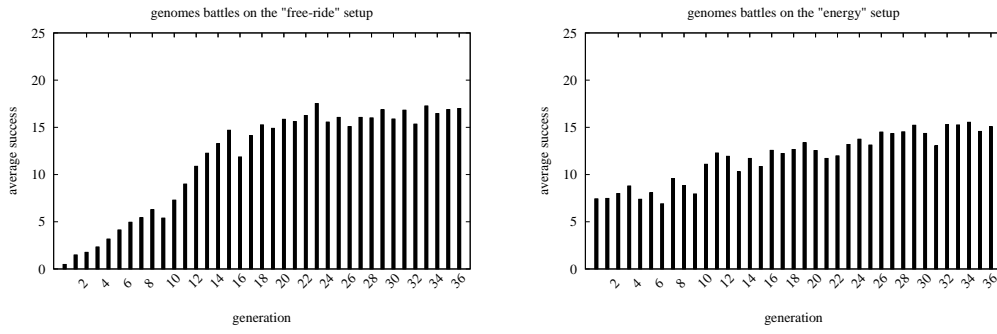 genomes battles on the "free-ride" setup
25
20
15
10
5
0
average success
2 4 6 8 10 12 14 16 18 20 22 24 26 28 30 32 34 36
generation
genomes battles on the "energy" setup
25
20
15
10
5
0
average success
2 4 6 8 10 12 14 16 18 20 22 24 26 28 30 32 34 36
generation